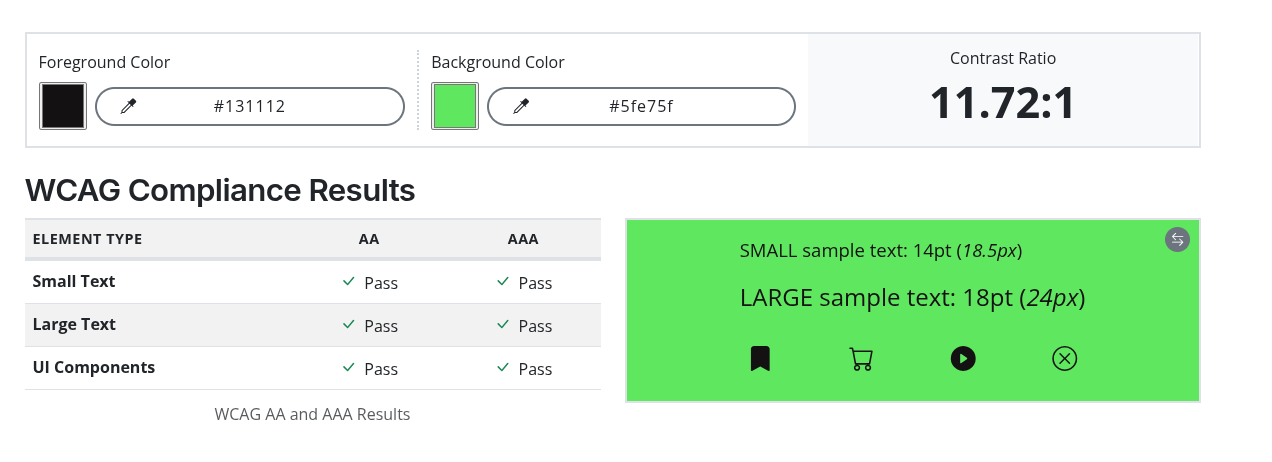 Foreground Color
#131112
Background Color
#5fe75f
Contrast Ratio
11.72:1
WCAG Compliance Results
ELEMENT TYPE AA AAA
Small Text Pass Pass
Large Text Pass Pass
UI Components Pass Pass
WCAG AA and AAA Results
SMALL sample text: 14pt (18.5px)
LARGE sample text: 18pt (24px)